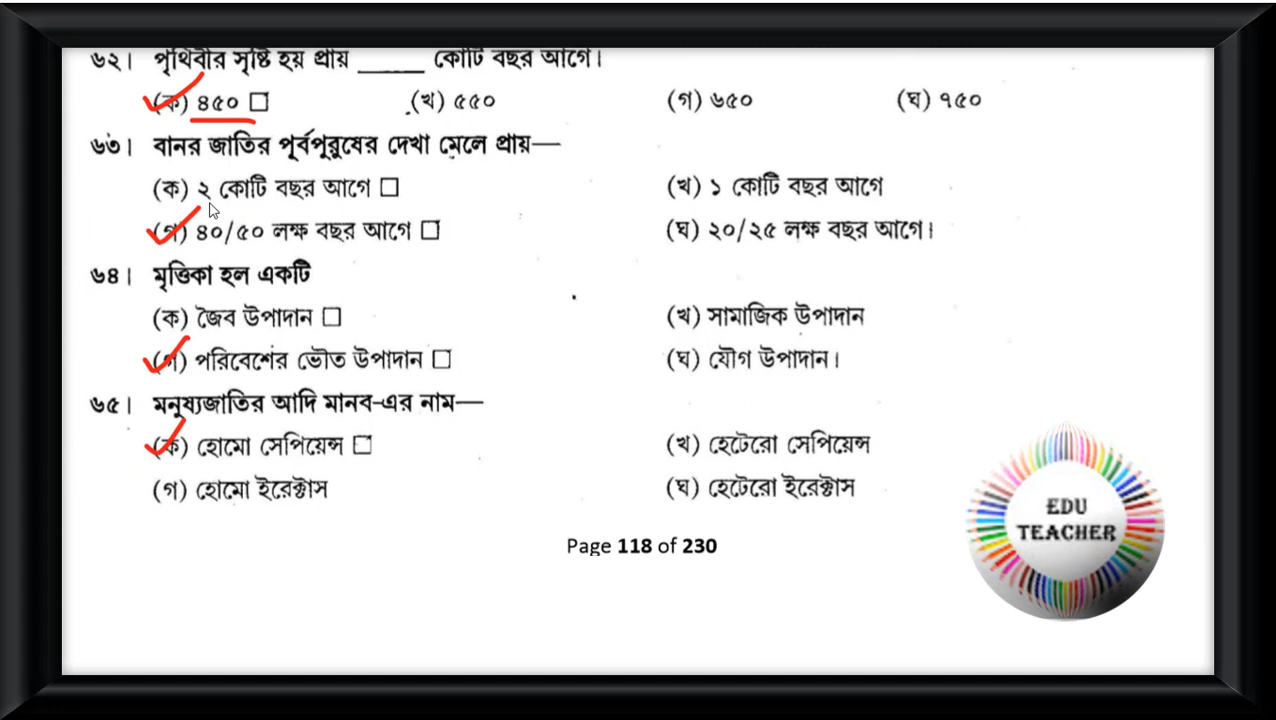 ৬২। পৃথিবীর সৃষ্টি হয় প্রায় ______ কোটি বছর আগে।
(ক) ৪৫০ □ (খ) ৫৫০ (গ) ৬৫০ (ঘ) ৭৫০
৬৩। বানর জাতির পূর্বপুরুষের দেখা মেলে প্রায়—
(ক) ২ কোটি বছর আগে □ (খ) ১ কোটি বছর আগে
(গ) ৪০/৫০ লক্ষ বছর আগে □ (ঘ) ২০/২৫ লক্ষ বছর আগে।
৬৪। মৃত্তিকা হল একটি
(ক) জৈব উপাদান □ (খ) সামাজিক উপাদান
(গ) পরিবেশের ভৌত উপাদান □ (ঘ) যৌগ উপাদান।
৬৫। মনুষ্যজাতির আদি মানব-এর নাম—
(ক) হোমো সেপিয়েন্স □ (খ) হেটেরো সেপিয়েন্স
(গ) হোমো ইরেক্টাস (ঘ) হেটেরো ইরেক্টাস
EDU
TEACHER
Page 118 of 230